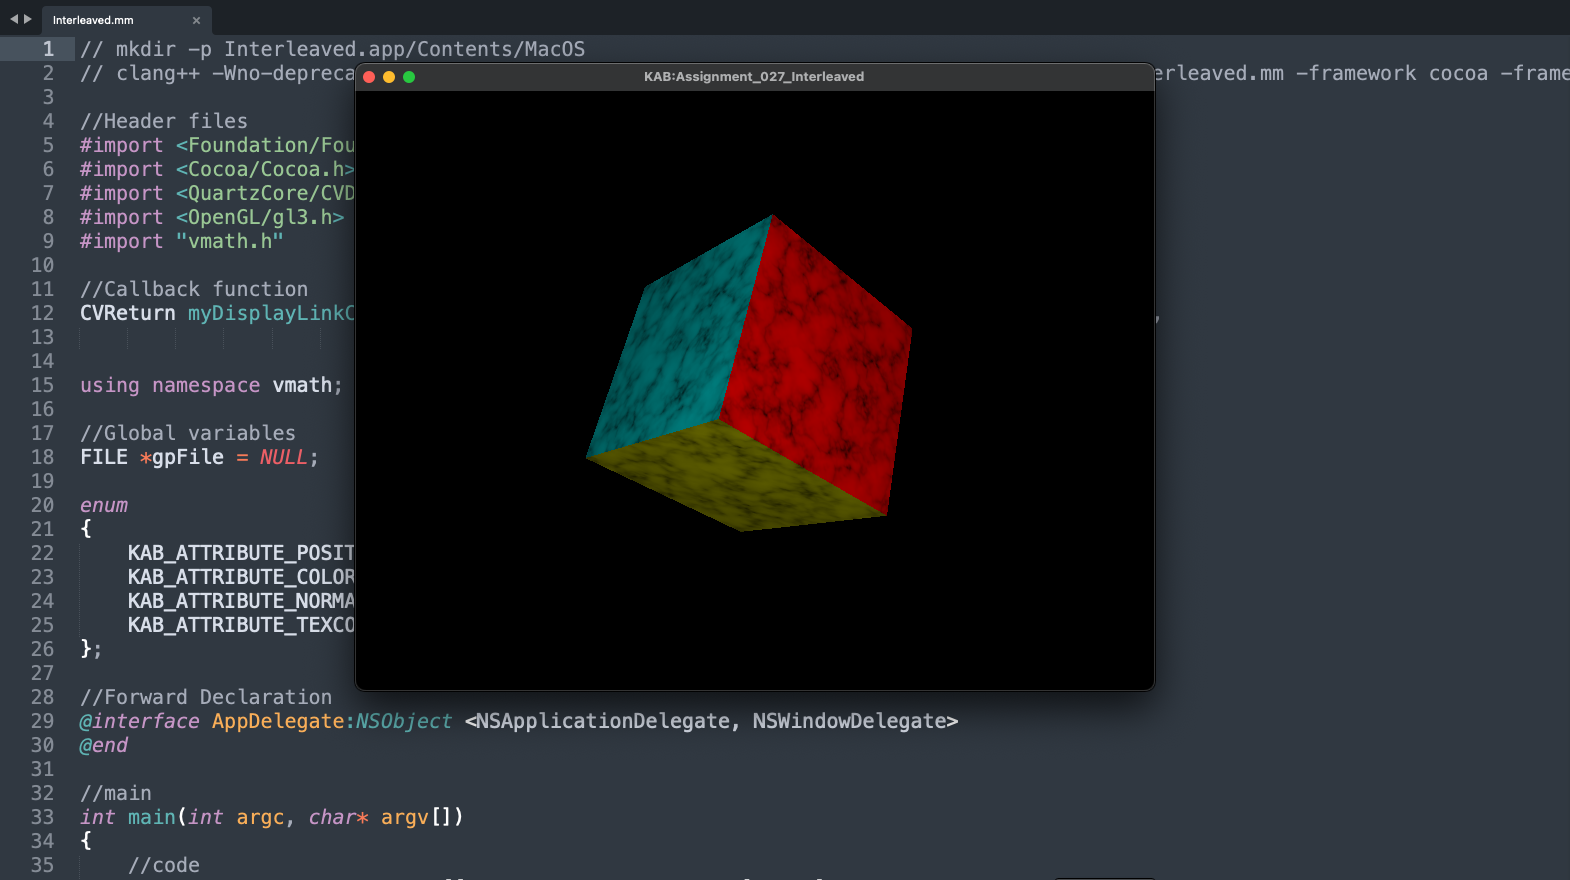 Interleaved.mm
1 // mkdir -p Interleaved.app/Contents/MacOS
KAB:Assignment_027_Interleaved
2 // clang++ -Wno-depreca erleaved.mm -framework cocoa -frame
3
4 //Header files
5 #import <Foundation/Fou
6 #import <Cocoa/Cocoa.h>
7 #import <QuartzCore/CVD
8 #import <OpenGL/gl3.h>
9 #import "vmath.h"
10
11 //Callback function
12 CVReturn myDisplayLinkC ,
13
14
15 using namespace vmath;
16
17 //Global variables
18 FILE *gpFile = NULL;
19
20 enum
21 {
22 KAB_ATTRIBUTE_POSIT
23 KAB_ATTRIBUTE_COLOR
24 KAB_ATTRIBUTE_NORMA
25 KAB_ATTRIBUTE_TEXCO
26 };
27
28 //Forward Declaration
29 @interface AppDelegate:NSObject <NSApplicationDelegate, NSWindowDelegate>
30 @end
31
32 //main
33 int main(int argc, char* argv[])
34 {
35 //code